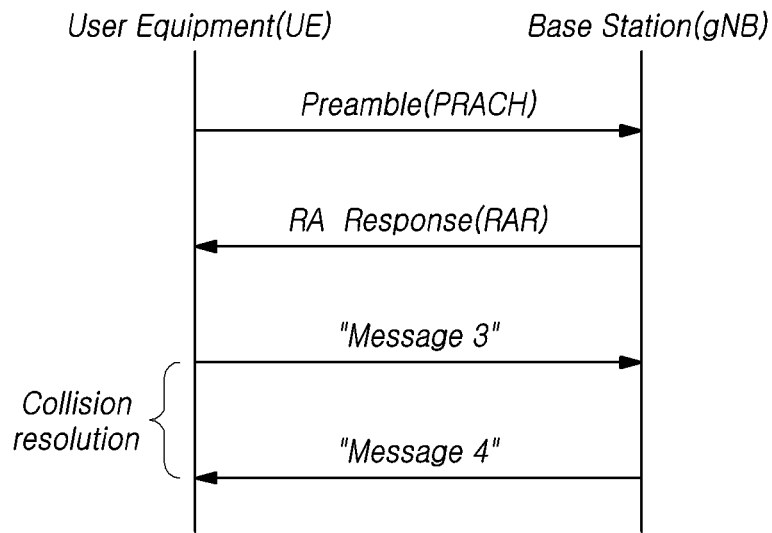 User Equipment(UE)
Base Station(gNB)
Preamble(PRACH)
RA Response(RAR)
"Message 3"
Collision
resolution
"Message 4"